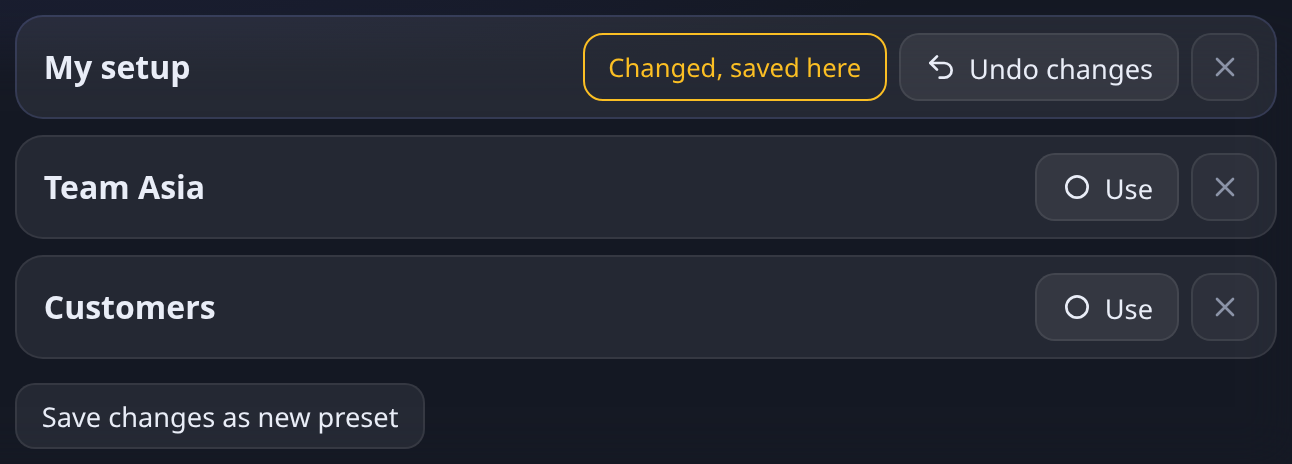 My setup
Changed, saved here
Undo changes
Team Asia
Use
Customers
Use
Save changes as new preset